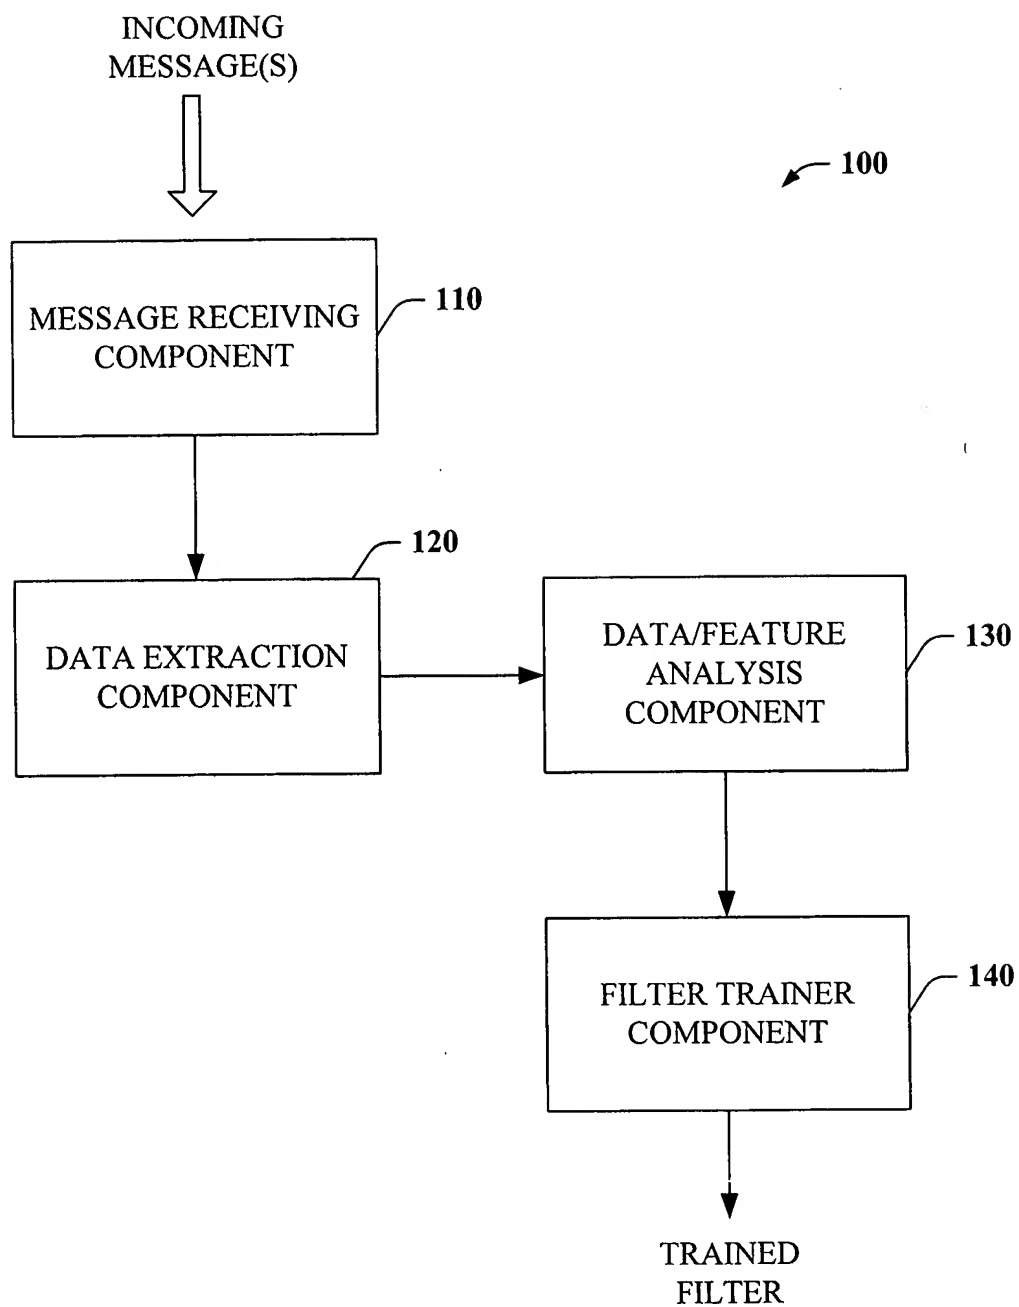 INCOMING
MESSAGE(S)
100
MESSAGE RECEIVING
COMPONENT
110
120
DATA EXTRACTION
COMPONENT
DATA/FEATURE
ANALYSIS
COMPONENT
130
FILTER TRAINER
COMPONENT
140
TRAINED
FILTER